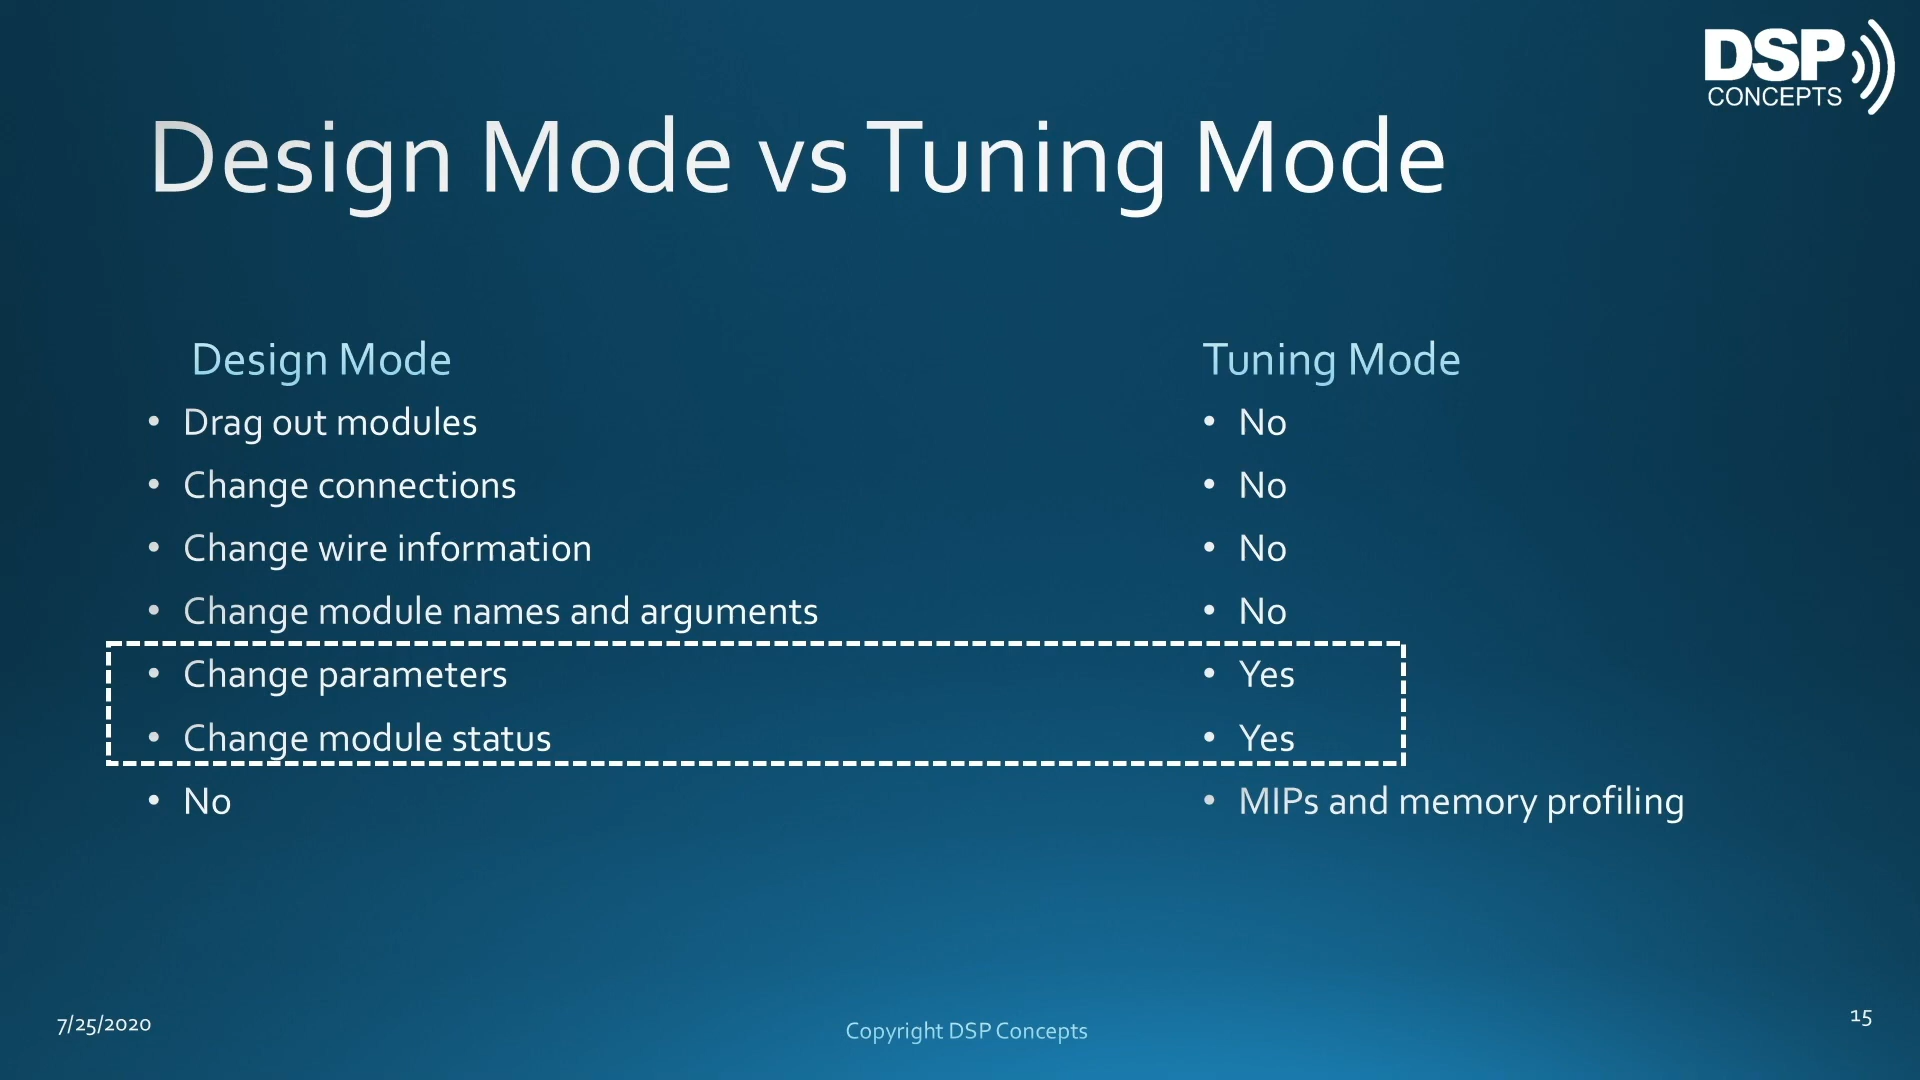 DSP
CONCEPTS
Design Mode vs Tuning Mode
Design Mode
• Drag out modules
• Change connections
• Change wire information
• Change module names and arguments
• Change parameters
• Change module status
• No
Tuning Mode
• No
• No
• No
• No
• Yes
• Yes
• MIPs and memory profiling
7/25/2020
Copyright DSP Concepts
15